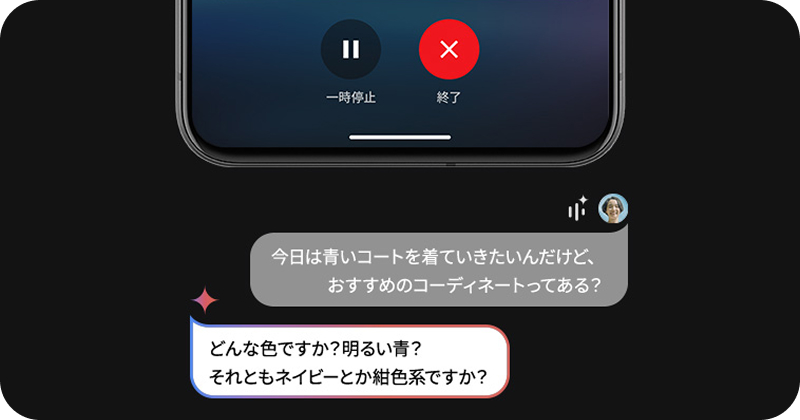 一時停止
終了
今日は青いコートを着ていきたいんだけど、
おすすめのコーディネートってある？
どんな色ですか？明るい青？
それともネイビーとか紺色系ですか？